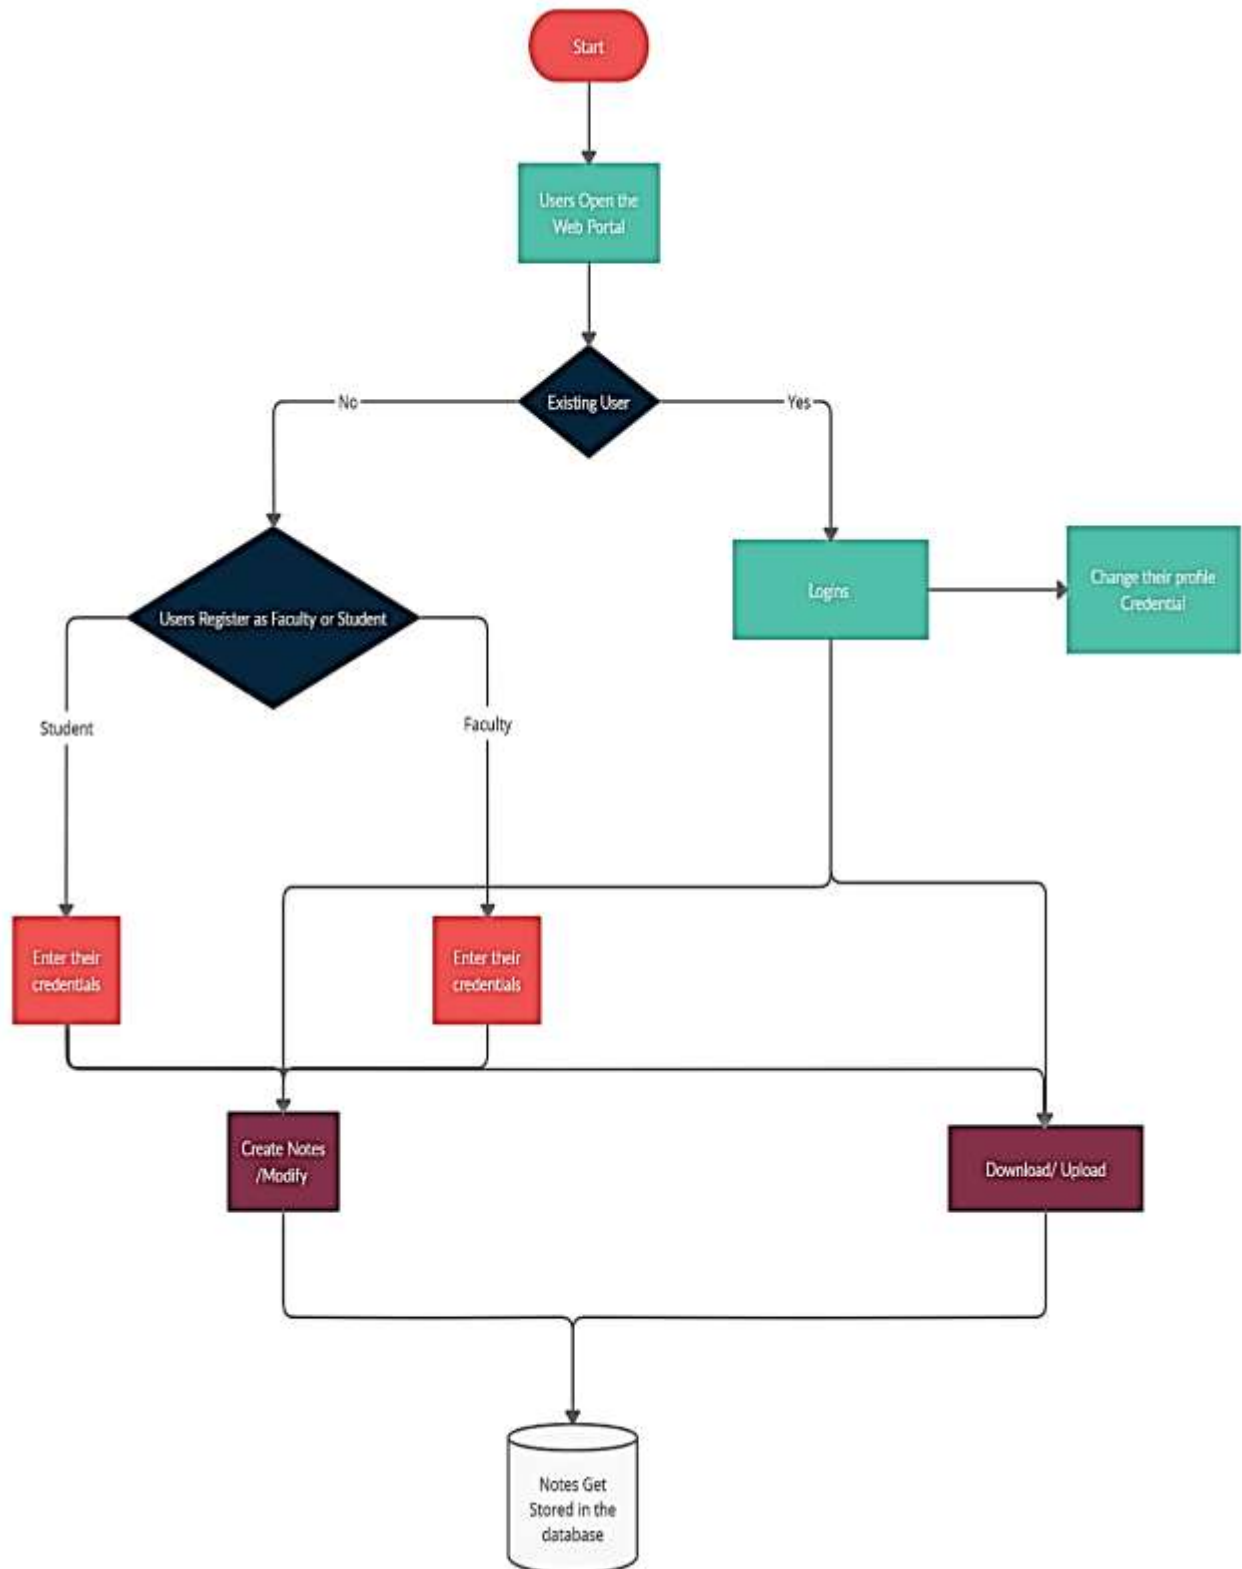 Start
Users Open the
Web Portal
No
Existing User
Yes
Users Register as Faculty or Student
Logins
Change their profile
Credential
Student
Faculty
Enter their
credentials
Enter their
credentials
Create Notes
/Modify
Download/ Upload
Notes Get
Stored in the
database